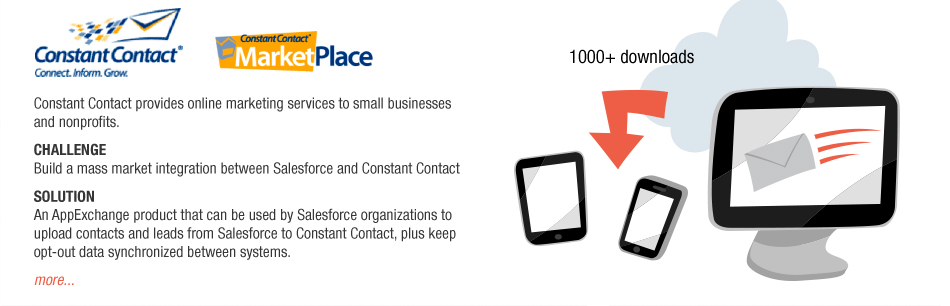 Constant Contact®
Connect. Inform. Grow.
Constant Contact®
MarketPlace
1000+ downloads
Constant Contact provides online marketing services to small businesses
and nonprofits.
CHALLENGE
Build a mass market integration between Salesforce and Constant Contact
SOLUTION
An AppExchange product that can be used by Salesforce organizations to
upload contacts and leads from Salesforce to Constant Contact, plus keep
opt-out data synchronized between systems.
more...